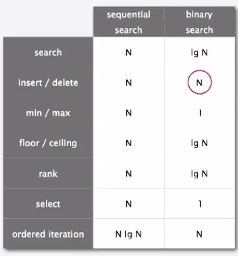 sequential search binary search
search N lg N
insert / delete N N
min / max N 1
floor / ceiling N lg N
rank N lg N
select N 1
ordered iteration N lg N N